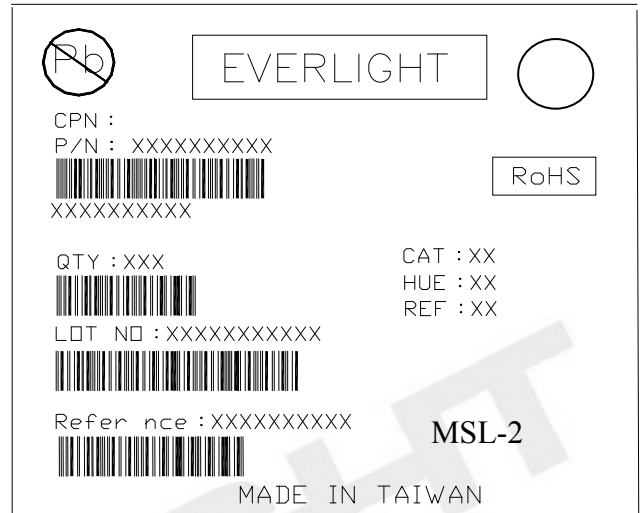 Pb
EVERLIGHT
CPN :
P/N : XXXXXXXXXX
RoHS
XXXXXXXXXX
QTY : XXX
CAT : XX
HUE : XX
REF : XX
LOT NO : XXXXXXXXXXX
Refer nce : XXXXXXXXXX
MSL-2
MADE IN TAIWAN